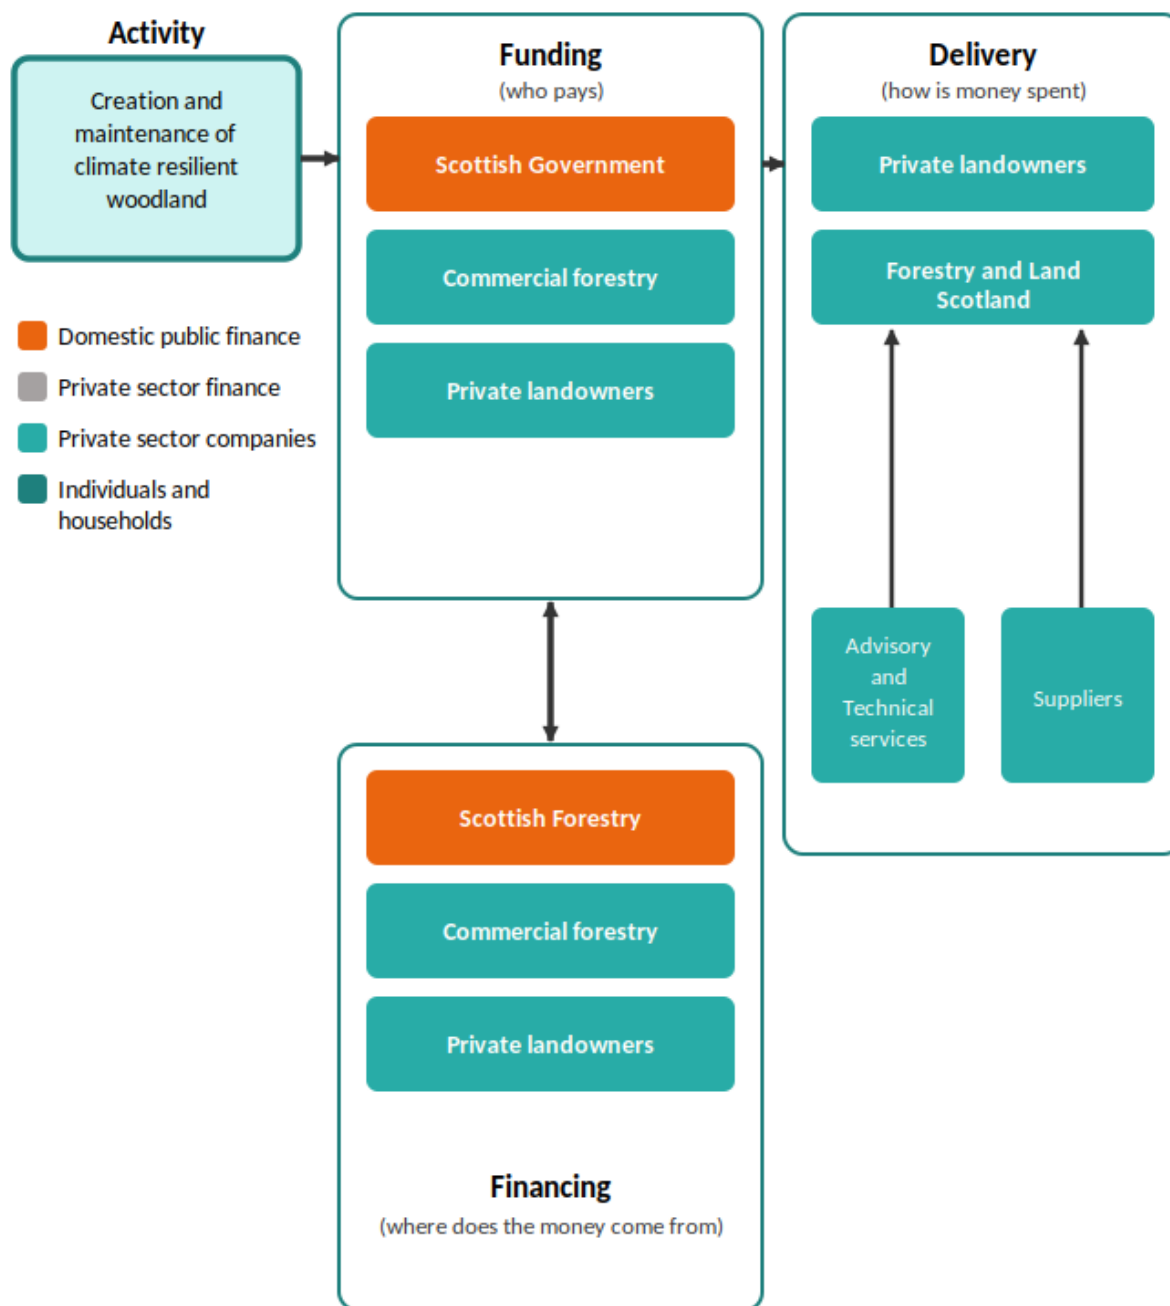 Activity
Creation and
maintenance of
climate resilient
woodland
Domestic public finance
Private sector finance
Private sector companies
Individuals and
households
Funding
(who pays)
Scottish Government
Commercial forestry
Private landowners
Delivery
(how is money spent)
Private landowners
Forestry and Land
Scotland
Advisory
and
Technical
services
Suppliers
Scottish Forestry
Commercial forestry
Private landowners
Financing
(where does the money come from)